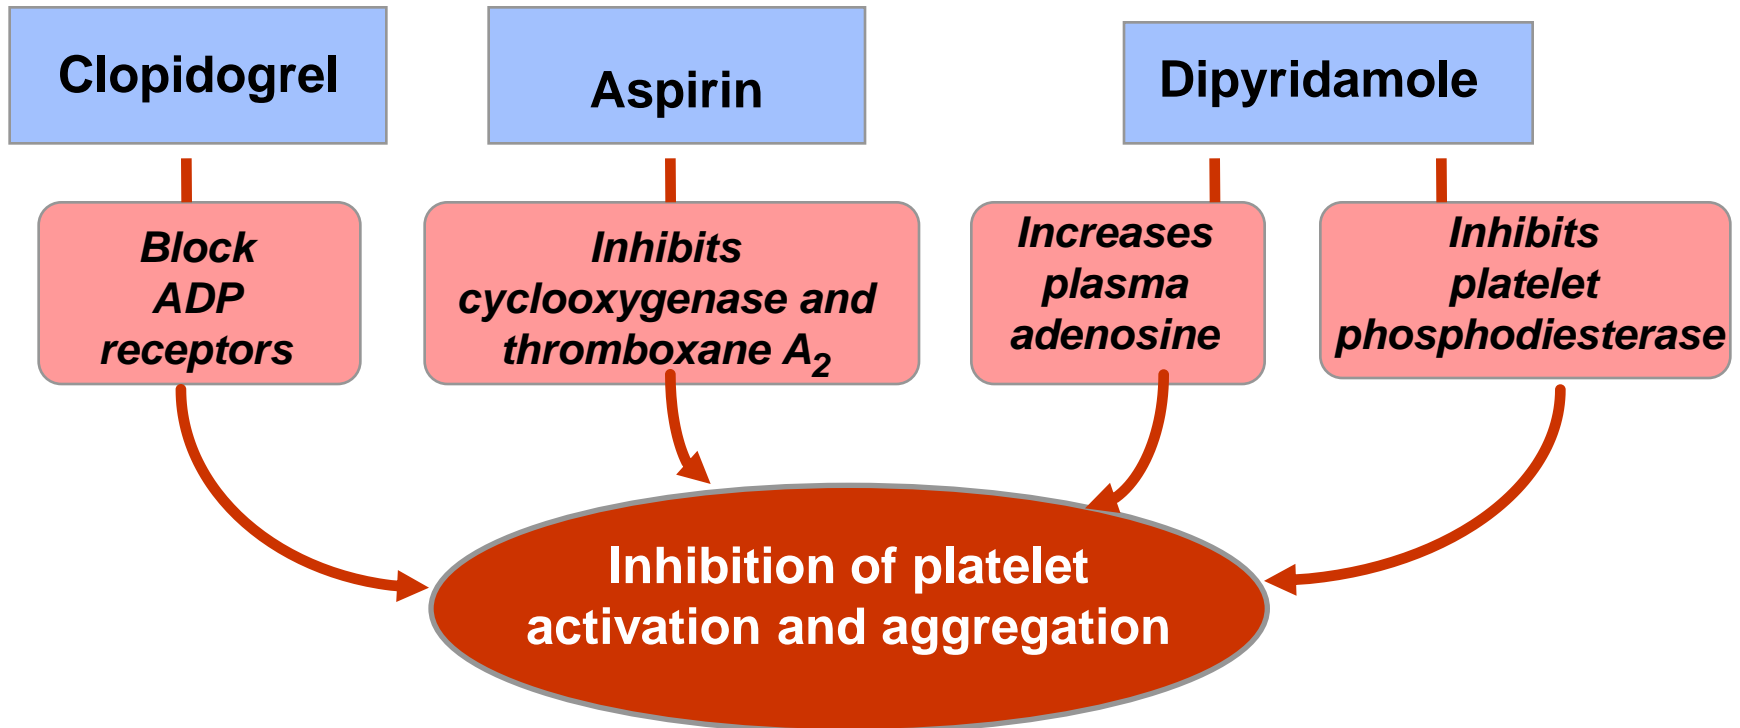 Clopidogrel
Aspirin
Dipyridamole
Block
ADP
receptors
Inhibits
cyclooxygenase and
thromboxane A₂
Increases
plasma
adenosine
Inhibits
platelet
phosphodiesterase
Inhibition of platelet
activation and aggregation